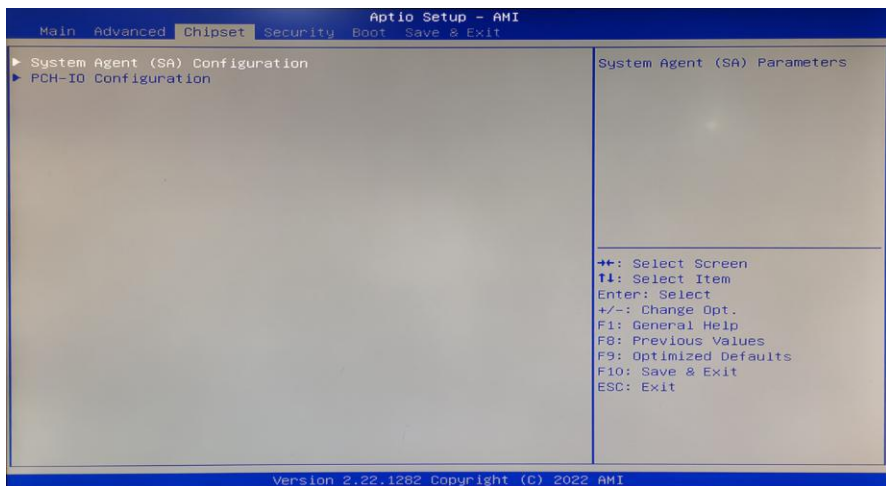 Aptio Setup – AMI
Main Advanced Chipset Security Boot Save & Exit
▶ System Agent (SA) Configuration
▶ PCH-IO Configuration
System Agent (SA) Parameters
→←: Select Screen
↑↓: Select Item
Enter: Select
+/-: Change Opt.
F1: General Help
F8: Previous Values
F9: Optimized Defaults
F10: Save & Exit
ESC: Exit
Version 2.22.1282 Copyright (C) 2022 AMI